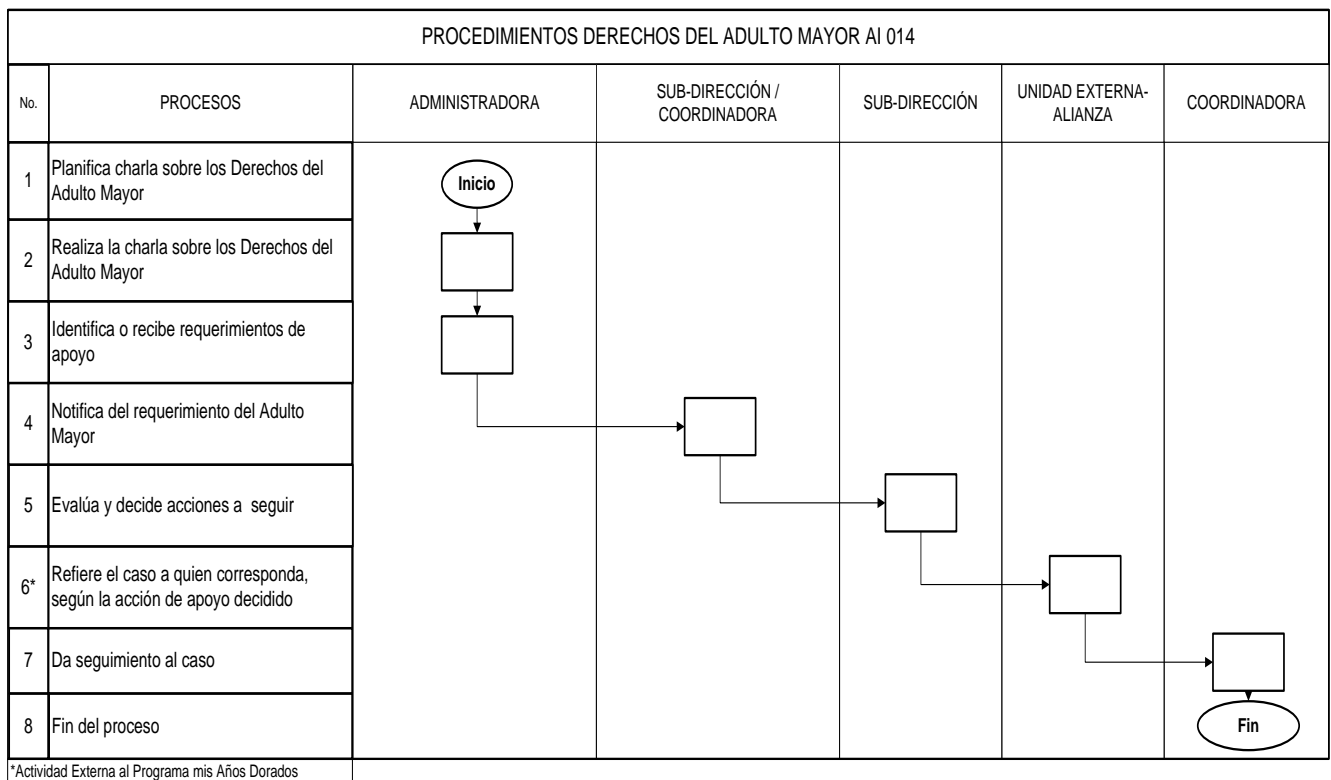 PROCEDIMIENTOS DERECHOS DEL ADULTO MAYOR AI 014
No.
PROCESOS
ADMINISTRADORA
SUB-DIRECCIÓN /
COORDINADORA
SUB-DIRECCIÓN
UNIDAD EXTERNA-
ALIANZA
COORDINADORA
1
Planifica charla sobre los Derechos del
Adulto Mayor
Inicio
2
Realiza la charla sobre los Derechos del
Adulto Mayor
3
Identifica o recibe requerimientos de
apoyo
4
Notifica del requerimiento del Adulto
Mayor
5
Evalúa y decide acciones a seguir
6*
Refiere el caso a quien corresponda,
según la acción de apoyo decidido
7
Da seguimiento al caso
8
Fin del proceso
Fin
*Actividad Externa al Programa mis Años Dorados